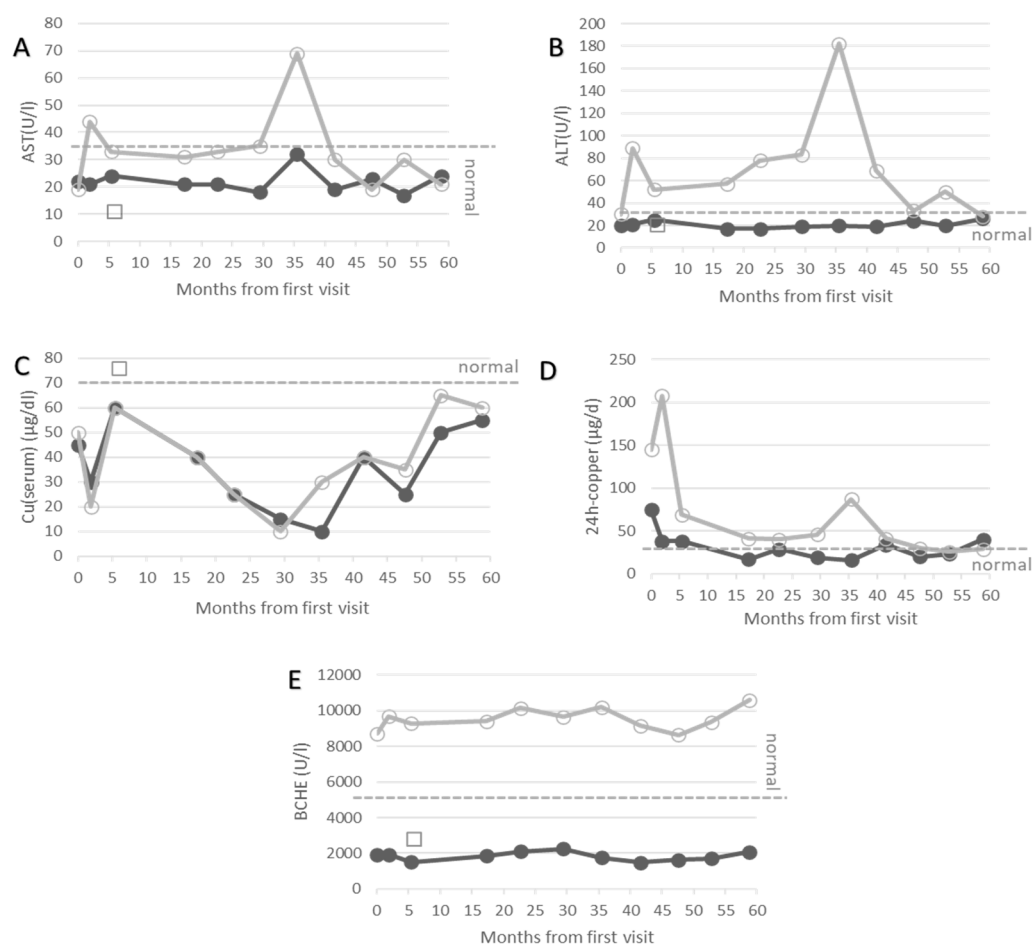 A
AST(U/l)
80
70
60
50
40
30
20
10
0
normal
0 5 10 15 20 25 30 35 40 45 50 55 60
Months from first visit
B
ALT(U/l)
200
180
160
140
120
100
80
60
40
20
0
normal
0 5 10 15 20 25 30 35 40 45 50 55 60
Months from first visit
C
Cu(serum) (µg/dl)
80
70
60
50
40
30
20
10
0
normal
0 5 10 15 20 25 30 35 40 45 50 55 60
Months from first visit
D
24h-copper (µg/d)
250
200
150
100
50
0
normal
0 5 10 15 20 25 30 35 40 45 50 55 60
Months from first visit
E
BCHE (U/l)
12000
10000
8000
6000
4000
2000
0
normal
0 5 10 15 20 25 30 35 40 45 50 55 60
Months from first visit